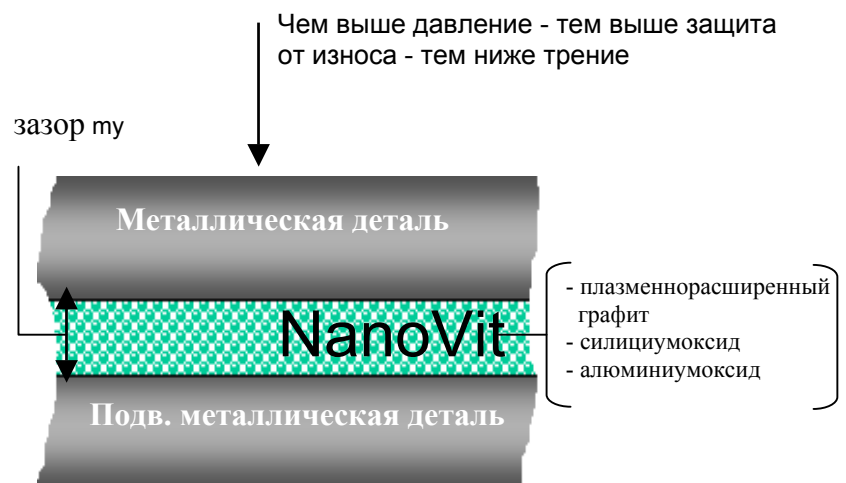 Чем выше давление - тем выше защита
от износа - тем ниже трение
зазор my
Металлическая деталь
NanoVit
- плазменнорасширенный
графит
- силициумоксид
- алюминиумоксид
Подв. металлическая деталь